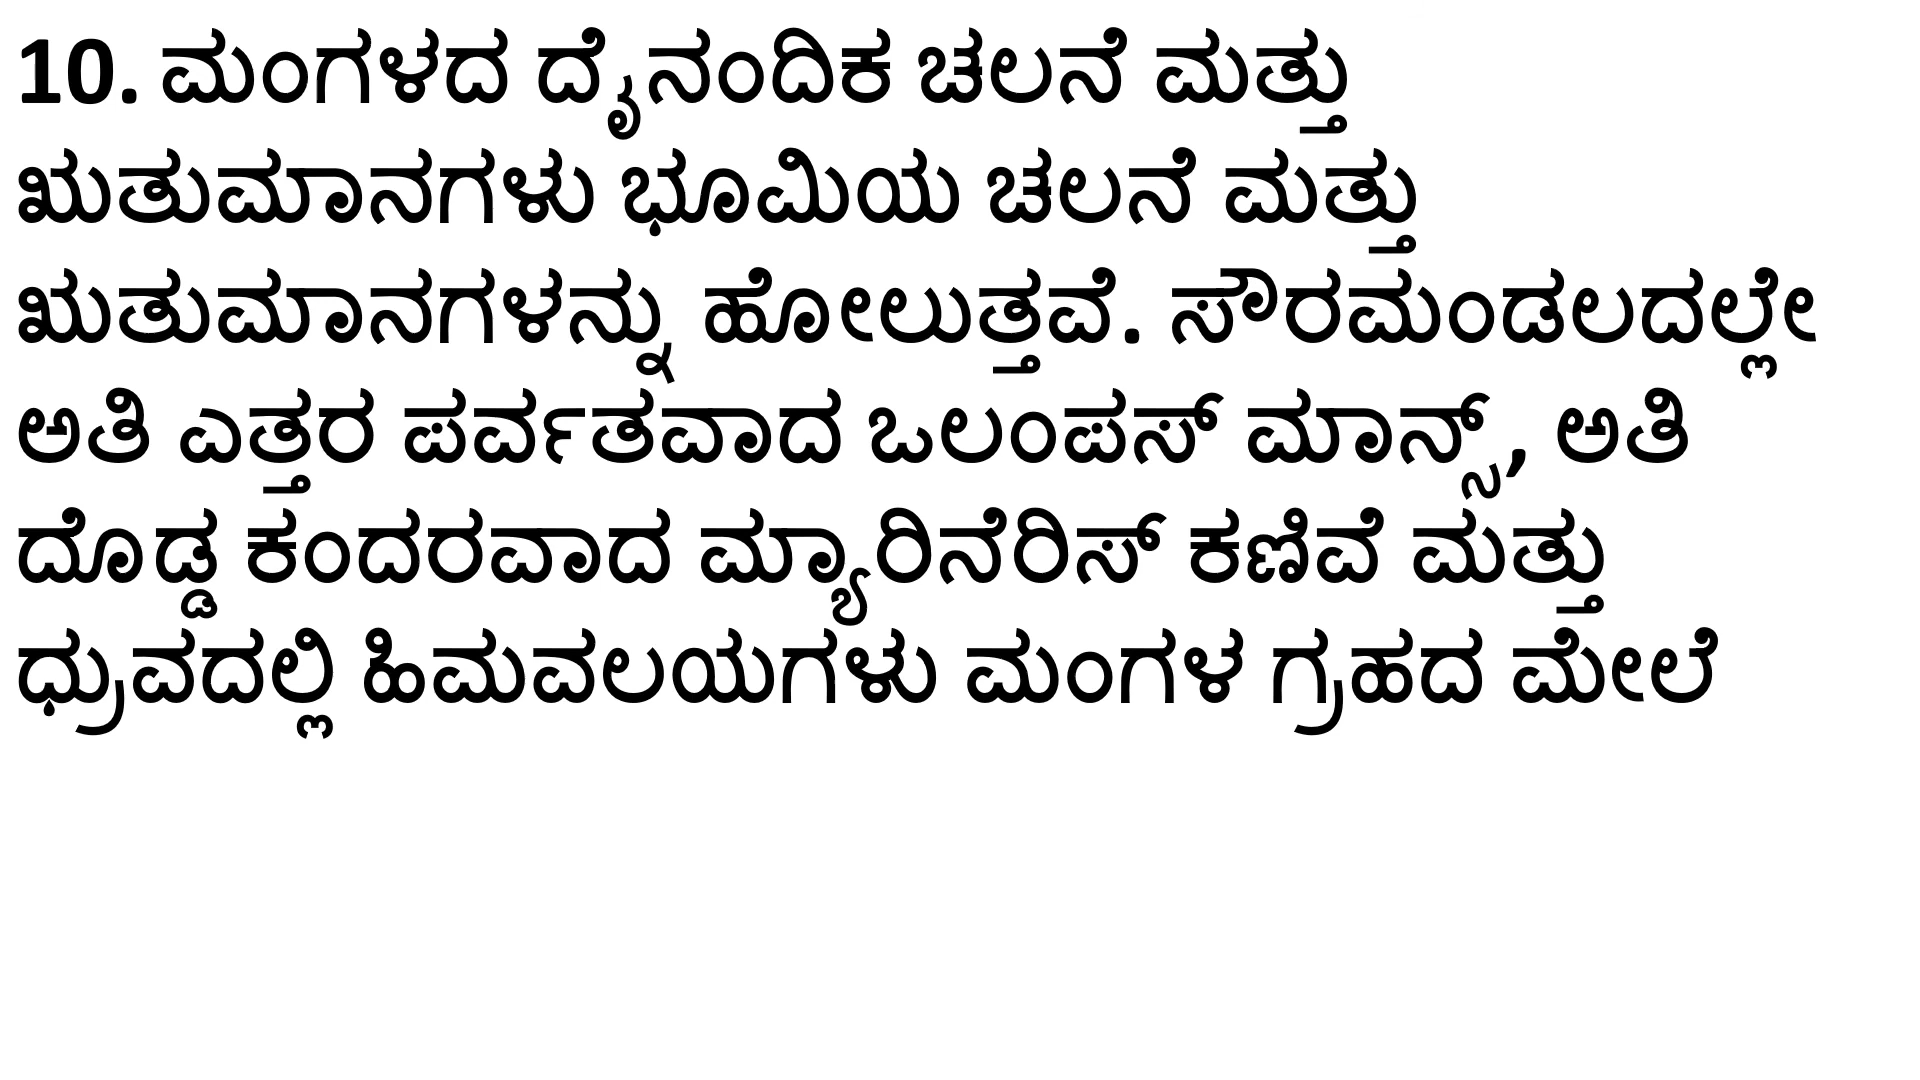 10. ಮಂಗಳದ ದೈನಂದಿಕ ಚಲನೆ ಮತ್ತು
ಋತುಮಾನಗಳು ಭೂಮಿಯ ಚಲನೆ ಮತ್ತು
ಋತುಮಾನಗಳನ್ನು ಹೋಲುತ್ತವೆ. ಸೌರಮಂಡಲದಲ್ಲೇ
ಅತಿ ಎತ್ತರ ಪರ್ವತವಾದ ಒಲಂಪಸ್ ಮಾನ್ಸ್, ಅತಿ
ದೊಡ್ಡ ಕಂದರವಾದ ಮ್ಯಾರಿನೆರಿಸ್ ಕಣಿವೆ ಮತ್ತು
ಧ್ರುವದಲ್ಲಿ ಹಿಮವಲಯಗಳು ಮಂಗಳ ಗ್ರಹದ ಮೇಲೆ